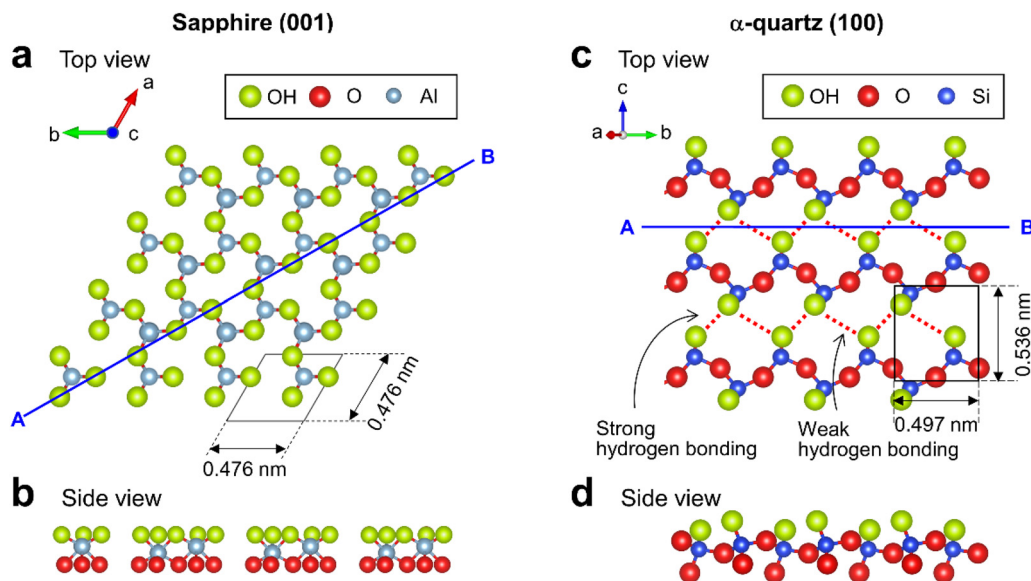 Sapphire (001)
α-quartz (100)
a
Top view
a
b
c
OH O Al
B
A
0.476 nm
0.476 nm
b
Side view
c
Top view
c
a
b
OH O Si
A
B
0.536 nm
0.497 nm
Strong
hydrogen bonding
Weak
hydrogen bonding
d
Side view